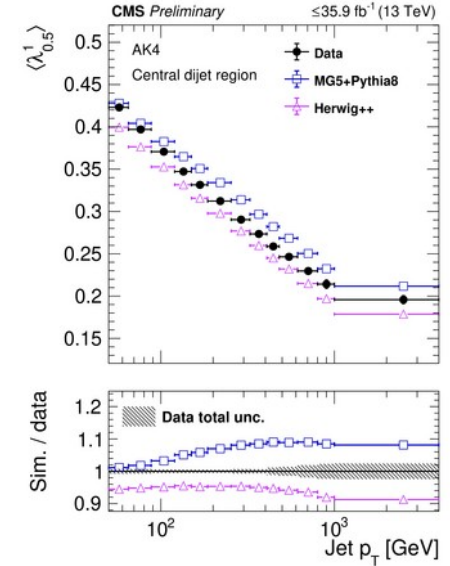 CMS Preliminary ≤35.9 fb⁻¹ (13 TeV)
⟨λ¹₀.₅⟩
AK4
Central dijet region
Data
MG5+Pythia8
Herwig++
0.5
0.45
0.4
0.35
0.3
0.25
0.2
0.15
Sim. / data
Data total unc.
1.2
1.1
1
0.9
10² 10³
Jet p_T [GeV]